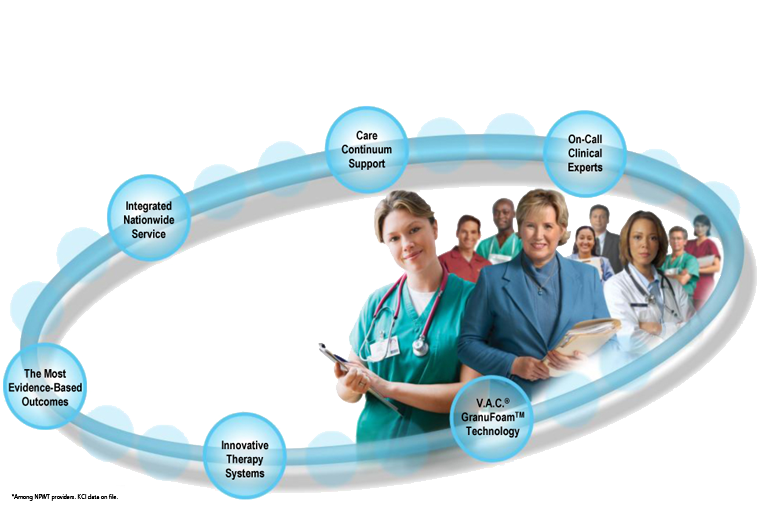 Care
Continuum
Support
On-Call
Clinical
Experts
Integrated
Nationwide
Service
The Most
Evidence-Based
Outcomes
V.A.C.®
GranuFoam™
Technology
Innovative
Therapy
Systems
*Among NPWT providers. KCI data on file.